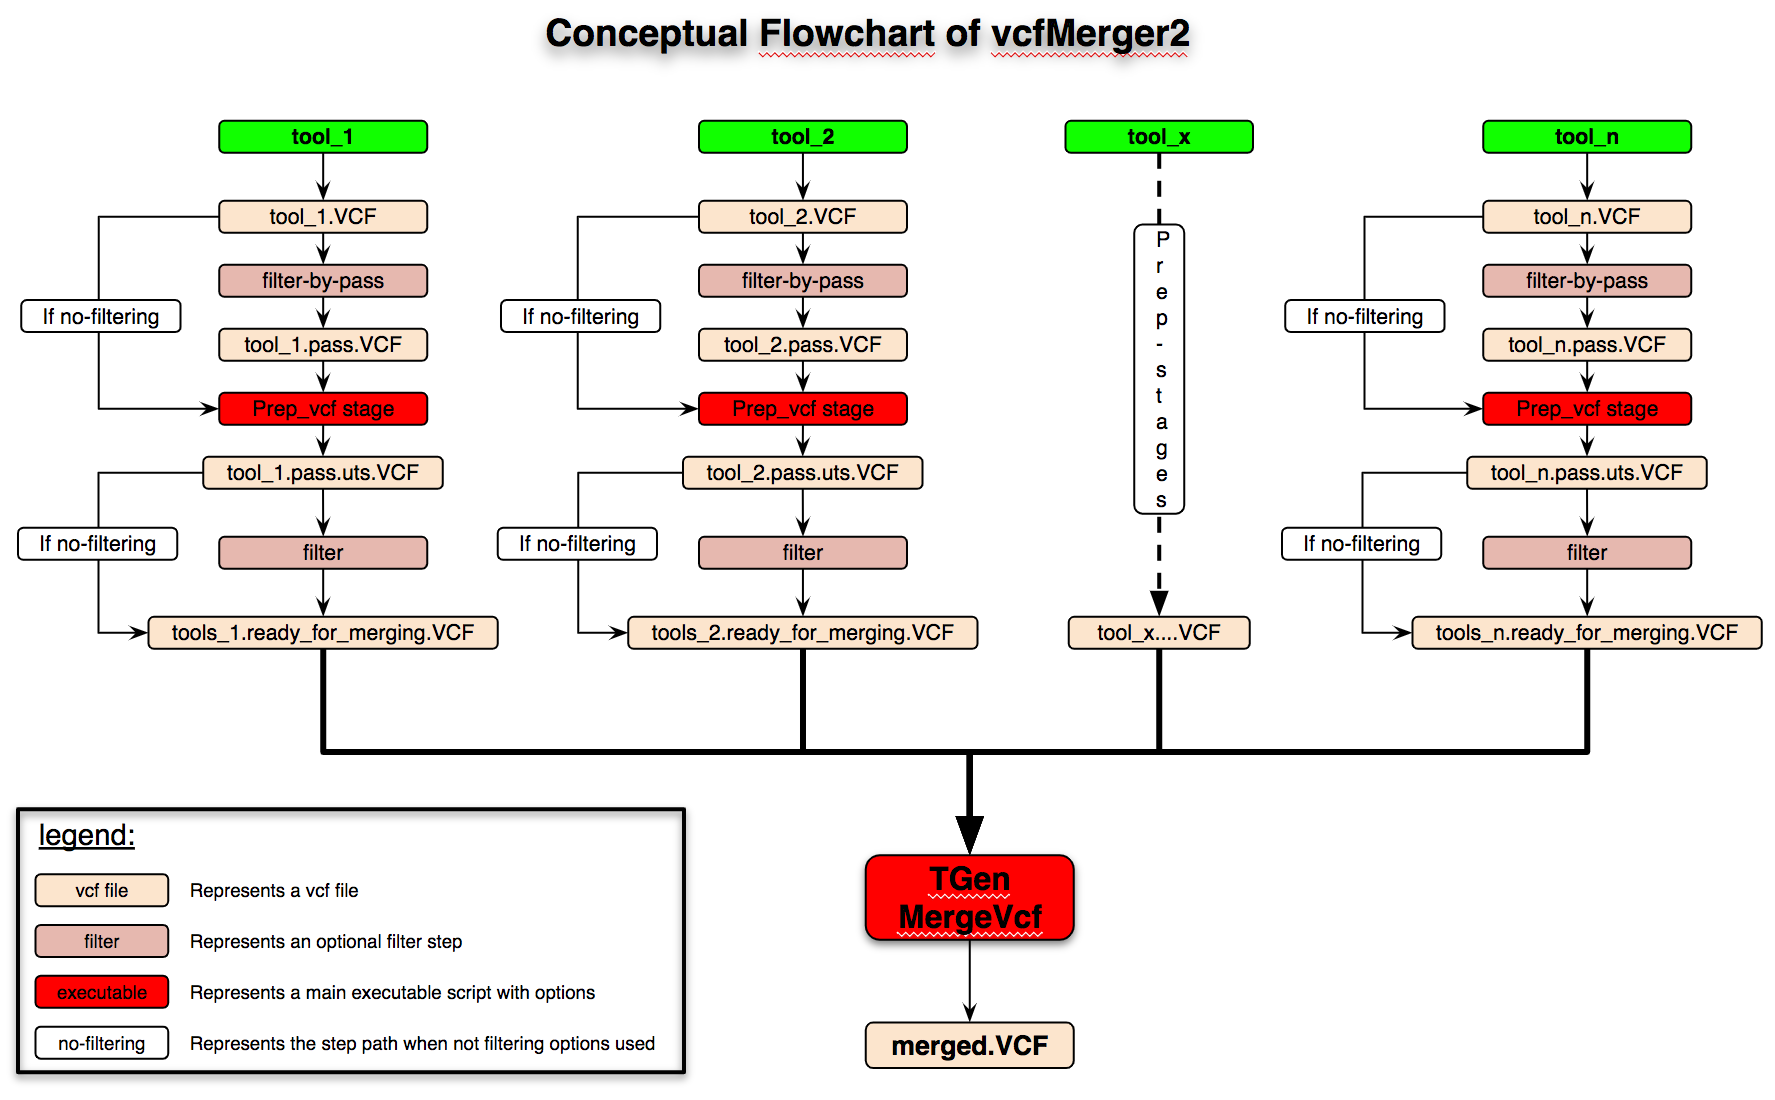 Conceptual Flowchart of vcfMerger2
tool_1
tool_2
tool_x
tool_n
tool_1.VCF
tool_2.VCF
tool_n.VCF
filter-by-pass
filter-by-pass
filter-by-pass
If no-filtering
If no-filtering
If no-filtering
tool_1.pass.VCF
tool_2.pass.VCF
Prep-stages
tool_n.pass.VCF
Prep_vcf stage
Prep_vcf stage
Prep_vcf stage
tool_1.pass.uts.VCF
tool_2.pass.uts.VCF
tool_n.pass.uts.VCF
If no-filtering
filter
If no-filtering
filter
If no-filtering
filter
tools_1.ready_for_merging.VCF
tools_2.ready_for_merging.VCF
tool_x....VCF
tools_n.ready_for_merging.VCF
TGen
MergeVcf
merged.VCF
legend:
vcf file
Represents a vcf file
filter
Represents an optional filter step
executable
Represents a main executable script with options
no-filtering
Represents the step path when not filtering options used